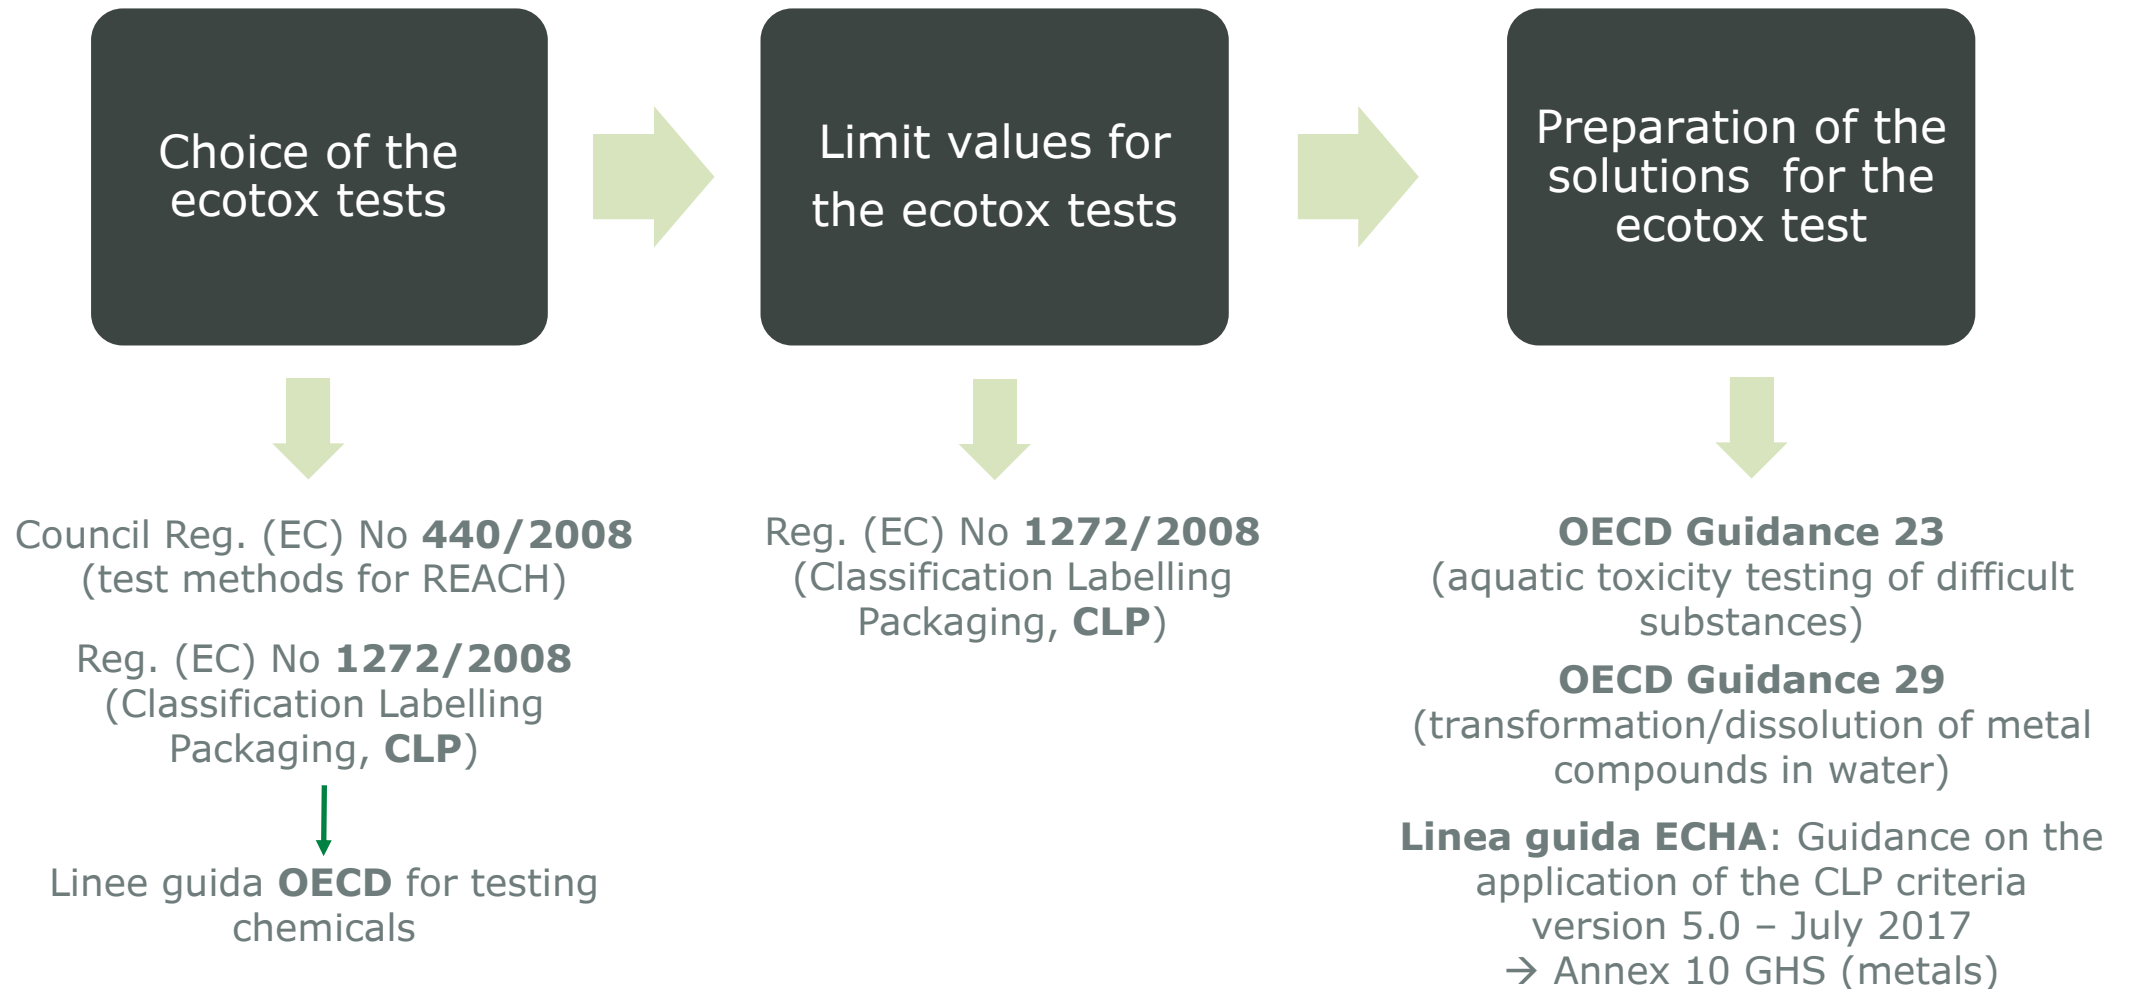 Choice of the
ecotox tests
Limit values for
the ecotox tests
Preparation of the
solutions for the
ecotox test
Council Reg. (EC) No 440/2008
(test methods for REACH)
Reg. (EC) No 1272/2008
(Classification Labelling
Packaging, CLP)
Linee guida OECD for testing
chemicals
Reg. (EC) No 1272/2008
(Classification Labelling
Packaging, CLP)
OECD Guidance 23
(aquatic toxicity testing of difficult
substances)
OECD Guidance 29
(transformation/dissolution of metal
compounds in water)
Linea guida ECHA: Guidance on the
application of the CLP criteria
version 5.0 – July 2017
→ Annex 10 GHS (metals)